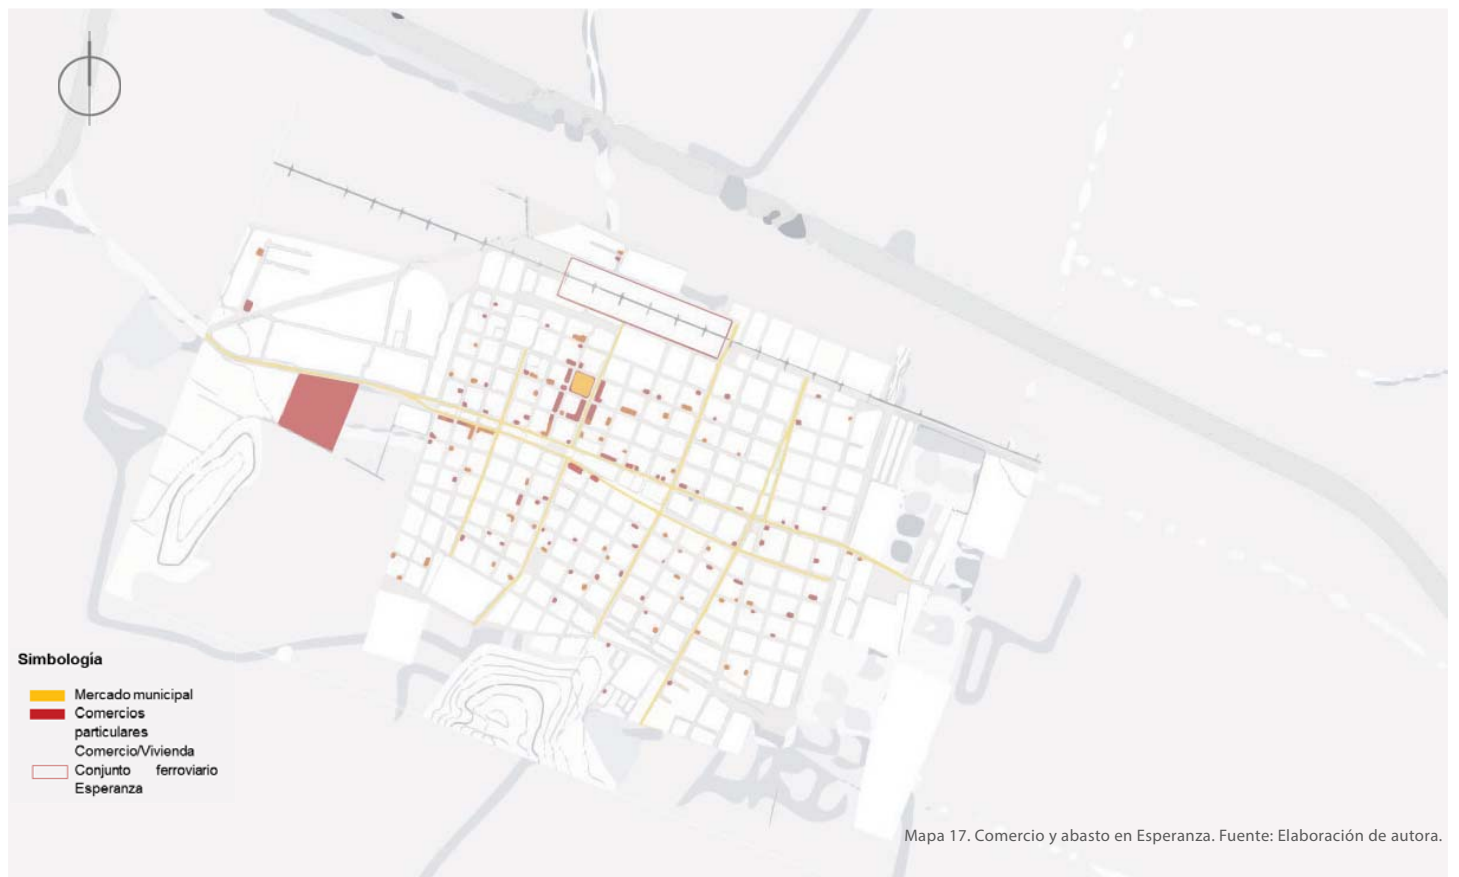 Simbología
Mercado municipal
Comercios
particulares
Comercio/Vivienda
Conjunto ferroviario
Esperanza
Mapa 17. Comercio y abasto en Esperanza. Fuente: Elaboración de autora.